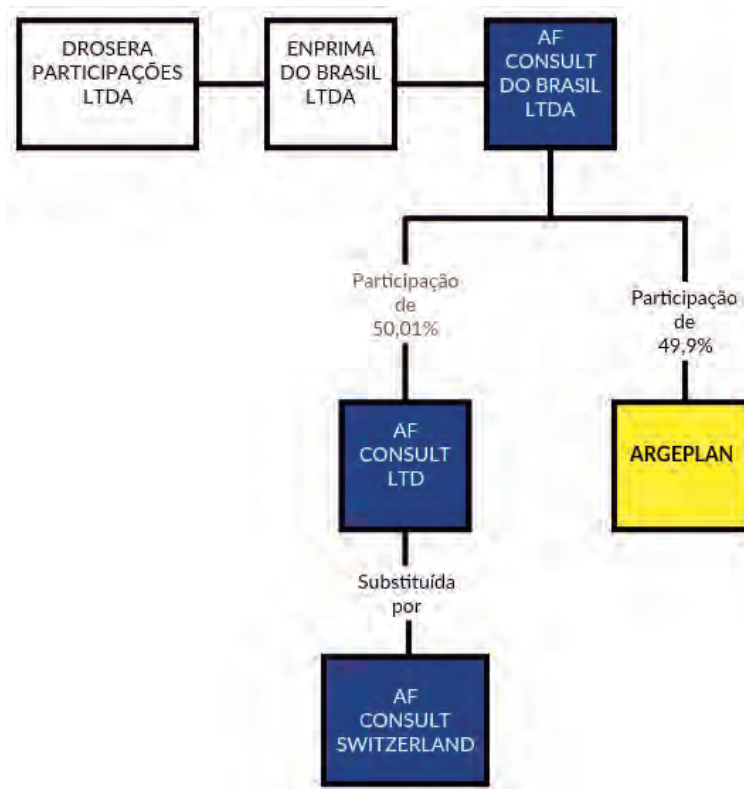 DROSERA
PARTICIPAÇÕES
LTDA
ENPRIMA
DO BRASIL
LTDA
AF
CONSULT
DO BRASIL
LTDA
Participação
de
50,01%
Participação
de
49,9%
AF
CONSULT
LTD
ARGEPLAN
Substituída
por
AF
CONSULT
SWITZERLAND